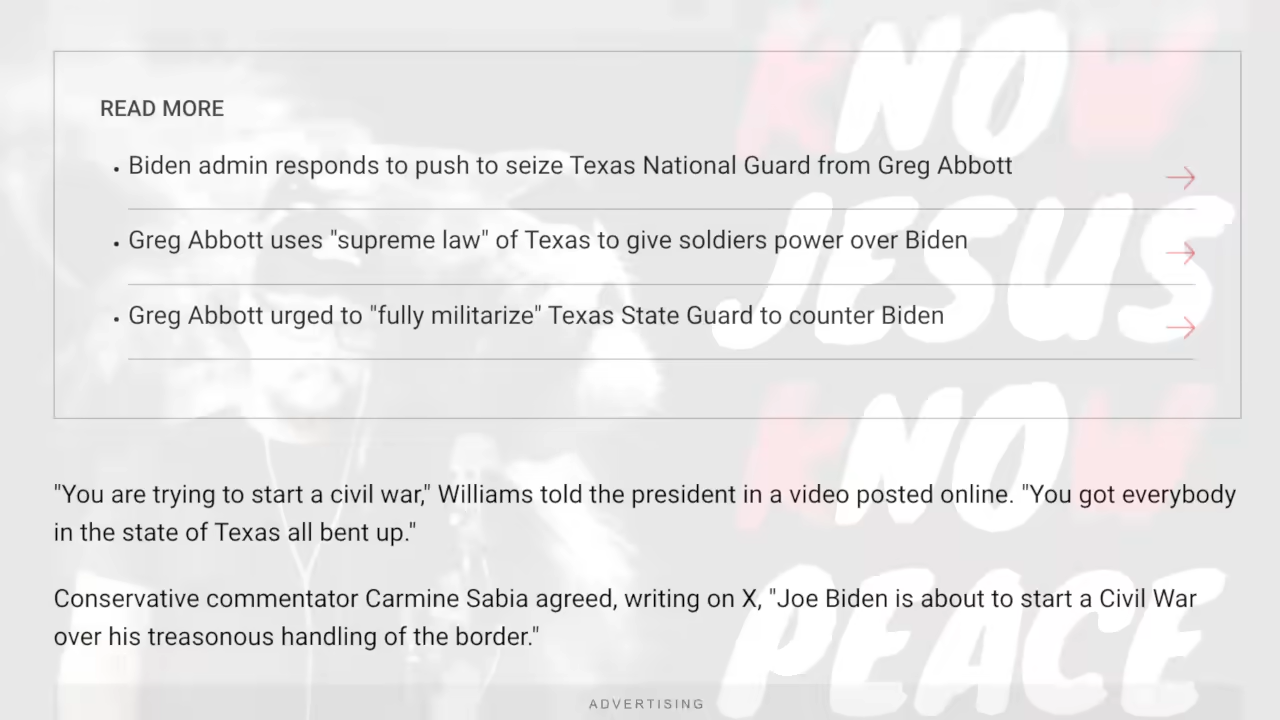 READ MORE
• Biden admin responds to push to seize Texas National Guard from Greg Abbott
• Greg Abbott uses "supreme law" of Texas to give soldiers power over Biden
• Greg Abbott urged to "fully militarize" Texas State Guard to counter Biden
"You are trying to start a civil war," Williams told the president in a video posted online. "You got everybody
in the state of Texas all bent up."
Conservative commentator Carmine Sabia agreed, writing on X, "Joe Biden is about to start a Civil War
over his treasonous handling of the border."
ADVERTISING
KNOW
JESUS
KNOW
PEACE